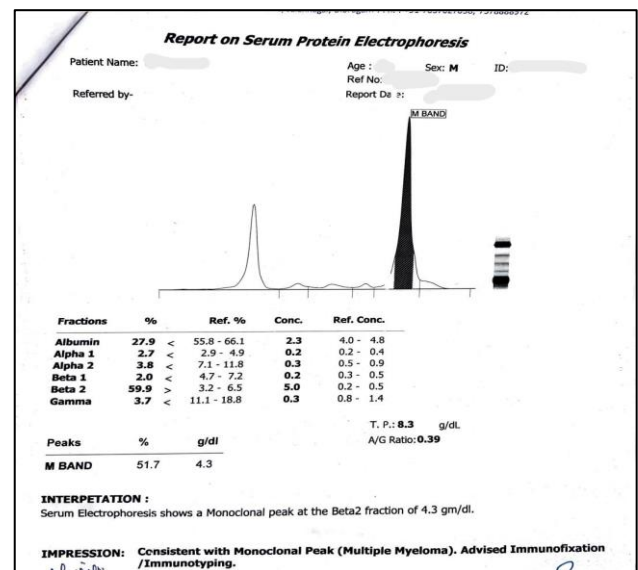 Report on Serum Protein Electrophoresis
Patient Name:
Age :
Sex: M
ID:
Ref No:
Referred by-
Report Da e:
M BAND
Fractions % Ref. % Conc. Ref. Conc.
Albumin 27.9 < 55.8 - 66.1 2.3 4.0 - 4.8
Alpha 1 2.7 < 2.9 - 4.9 0.2 0.2 - 0.4
Alpha 2 3.8 < 7.1 - 11.8 0.3 0.5 - 0.9
Beta 1 2.0 < 4.7 - 7.2 0.2 0.3 - 0.5
Beta 2 59.9 > 3.2 - 6.5 5.0 0.2 - 0.5
Gamma 3.7 < 11.1 - 18.8 0.3 0.8 - 1.4
T. P.: 8.3 g/dL
Peaks % g/dl
A/G Ratio: 0.39
M BAND 51.7 4.3
INTERPETATION :
Serum Electrophoresis shows a Monoclonal peak at the Beta2 fraction of 4.3 gm/dl.
IMPRESSION: Consistent with Monoclonal Peak (Multiple Myeloma). Advised Immunofixation
/Immunotyping.